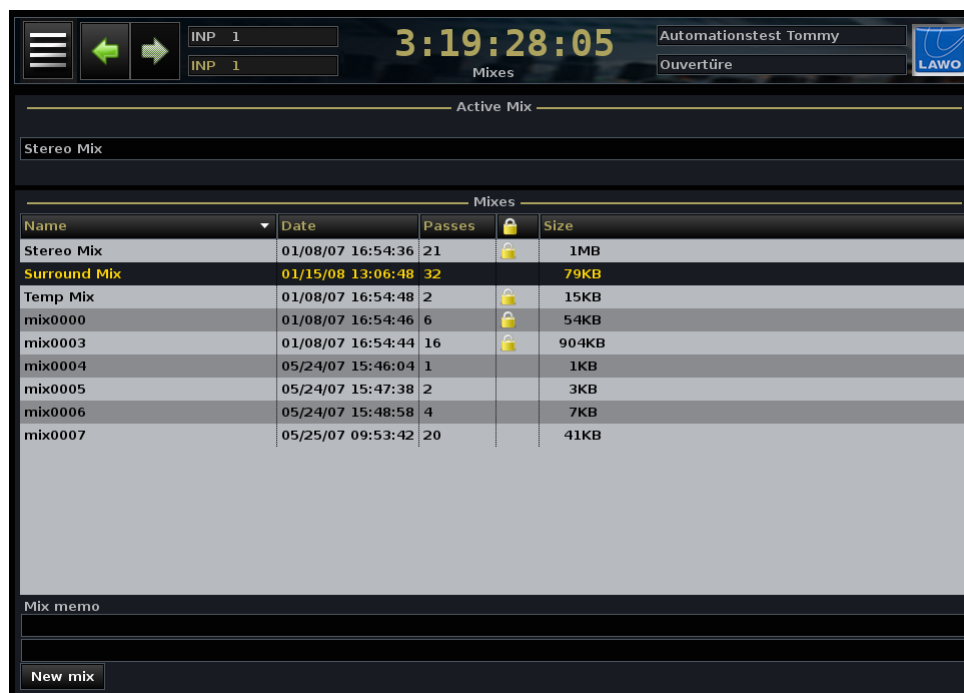 INP 1
INP 1
3:19:28:05
Mixes
Automationstest Tommy
Ouvertüre
LAWO
Active Mix
Stereo Mix
Mixes
Name Date Passes Size
Stereo Mix 01/08/07 16:54:36 21 1MB
Surround Mix 01/15/08 13:06:48 32 79KB
Temp Mix 01/08/07 16:54:48 2 15KB
mix0000 01/08/07 16:54:46 6 54KB
mix0003 01/08/07 16:54:44 16 904KB
mix0004 05/24/07 15:46:04 1 1KB
mix0005 05/24/07 15:47:38 2 3KB
mix0006 05/24/07 15:48:58 4 7KB
mix0007 05/25/07 09:53:42 20 41KB
Mix memo
New mix